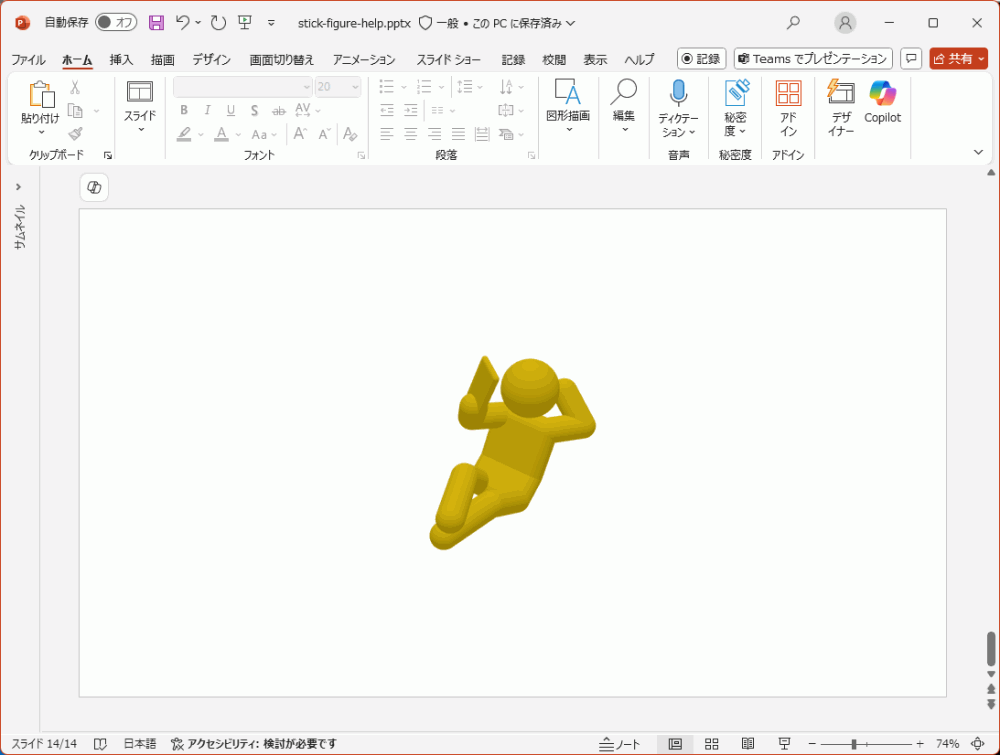 自動保存 オフ stick-figure-help.pptx 一般 • この PC に保存済み
ファイル ホーム 挿入 描画 デザイン 画面切り替え アニメーション スライド ショー 記録 校閲 表示 ヘルプ 記録 Teams でプレゼンテーション 共有
貼り付け
スライド
20
B I U S ab AV
A Aa A A A
図形描画
編集
ディクテー
ション
秘密
度
アド
イン
デザ
イナー
Copilot
クリップボード フォント 段落 音声 秘密度 アドイン
サムネイル
スライド 14/14 日本語 アクセシビリティ: 検討が必要です ノート 74%